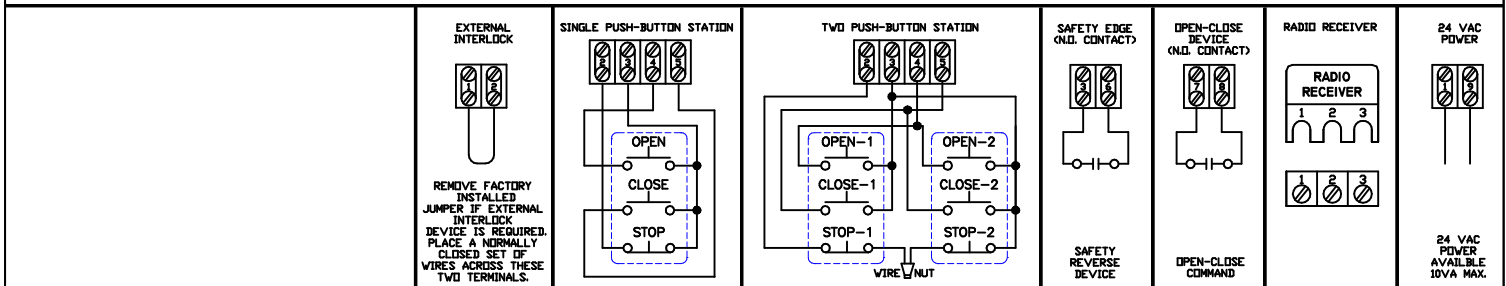 EXTERNAL
INTERLOCK
1 2
REMOVE FACTORY
INSTALLED
JUMPER IF EXTERNAL
INTERLOCK
DEVICE IS REQUIRED.
PLACE A NORMALLY
CLOSED SET OF
WIRES ACROSS THESE
TWO TERMINALS.
SINGLE PUSH-BUTTON STATION
2 3 4 5
OPEN
CLOSE
STOP
TWO PUSH-BUTTON STATION
2 3 4 5
OPEN-1 OPEN-2
CLOSE-1 CLOSE-2
STOP-1 STOP-2
WIRE NUT
SAFETY EDGE
(N.O. CONTACT)
3 6
SAFETY
REVERSE
DEVICE
OPEN-CLOSE
DEVICE
(N.O. CONTACT)
7 8
OPEN-CLOSE
COMMAND
RADIO RECEIVER
RADIO
RECEIVER
1 2 3
1 2 3
24 VAC
POWER
1 9
24 VAC
POWER
AVAILBLE
10VA MAX.